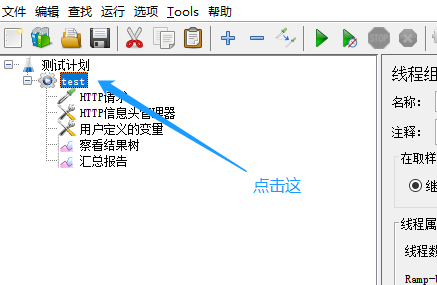 文件 编辑 查找 运行 选项 Tools 帮助
测试计划
test
HTTP请求
HTTP信息头管理器
用户定义的变量
察看结果树
汇总报告
点击这
线程组
名称:
注释:
在取样
继
线程属
线程数
Ramp-U